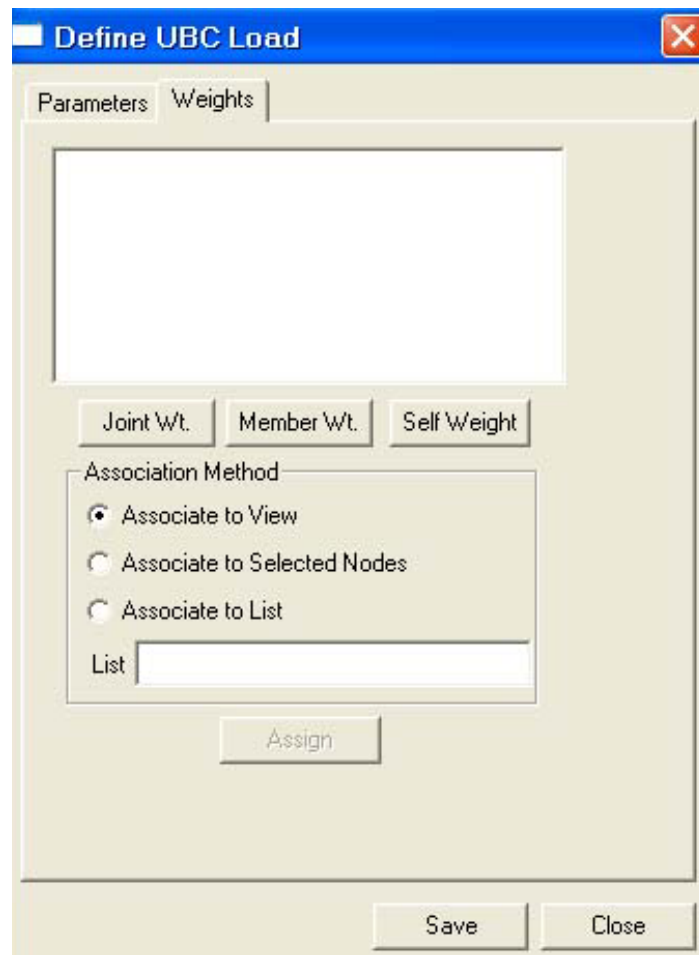 Define UBC Load
Parameters Weights
Joint Wt. Member Wt. Self Weight
Association Method
Associate to View
Associate to Selected Nodes
Associate to List
List
Assign
Save Close